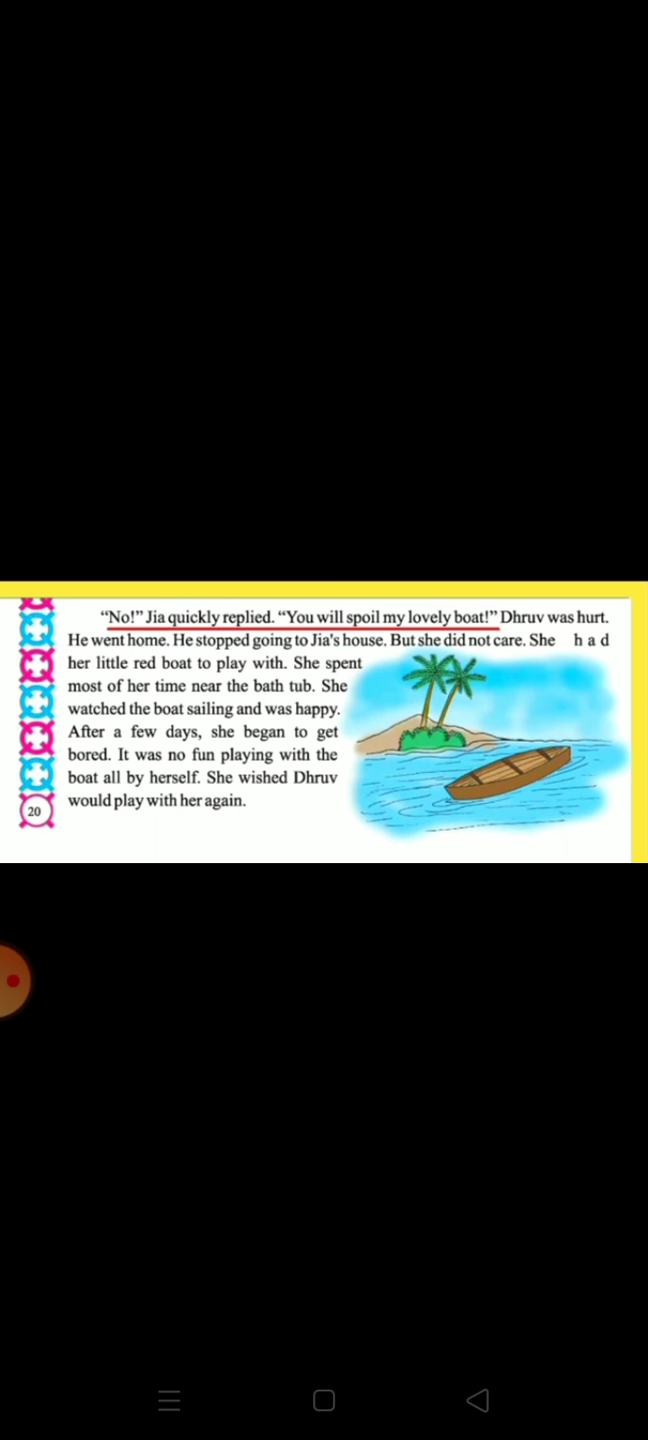 “No!” Jia quickly replied. “You will spoil my lovely boat!” Dhruv was hurt.
He went home. He stopped going to Jia's house. But she did not care. She had
her little red boat to play with. She spent
most of her time near the bath tub. She
watched the boat sailing and was happy.
After a few days, she began to get
bored. It was no fun playing with the
boat all by herself. She wished Dhruv
would play with her again.
20